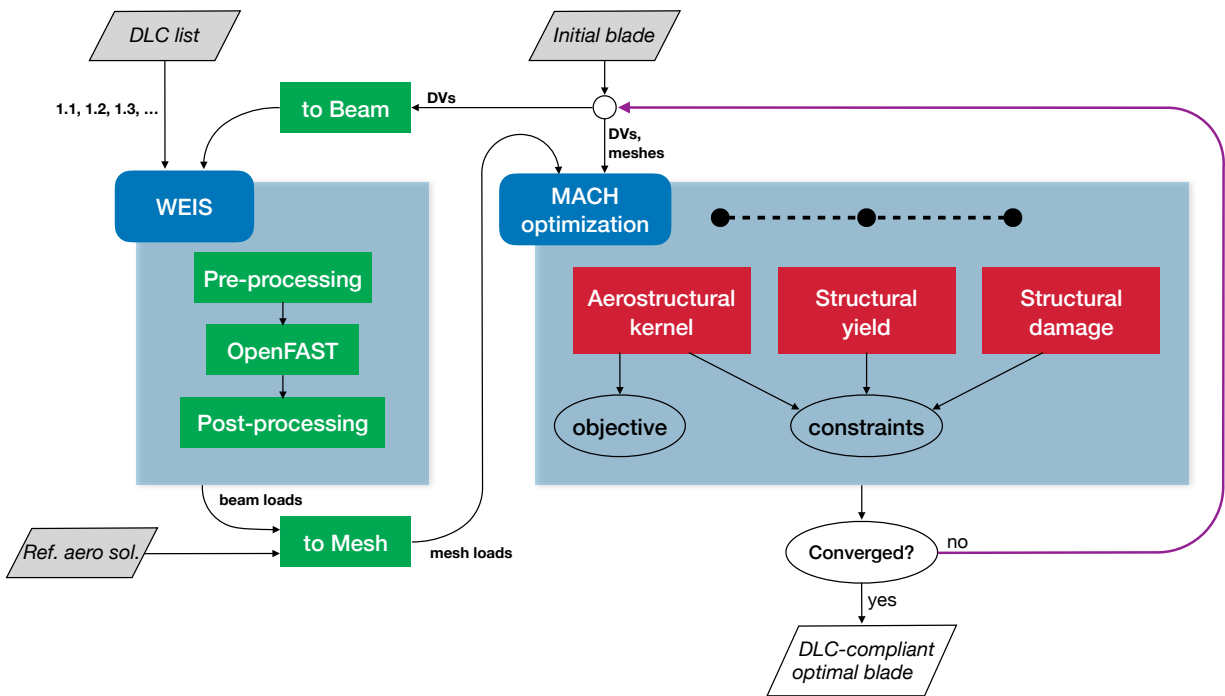 DLC list
Initial blade
1.1, 1.2, 1.3, ...
to Beam
DVs
DVs,
meshes
WEIS
MACH
optimization
Pre-processing
OpenFAST
Post-processing
Aerostructural
kernel
Structural
yield
Structural
damage
objective
constraints
beam loads
Ref. aero sol.
to Mesh
mesh loads
Converged?
no
yes
DLC-compliant
optimal blade